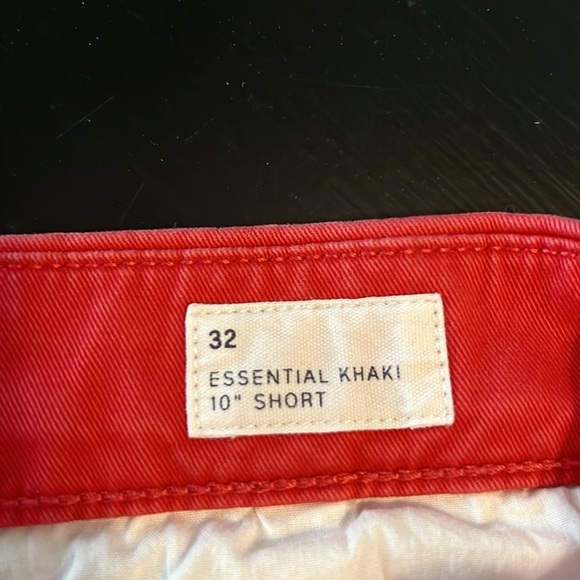 32
ESSENTIAL KHAKI
10" SHORT